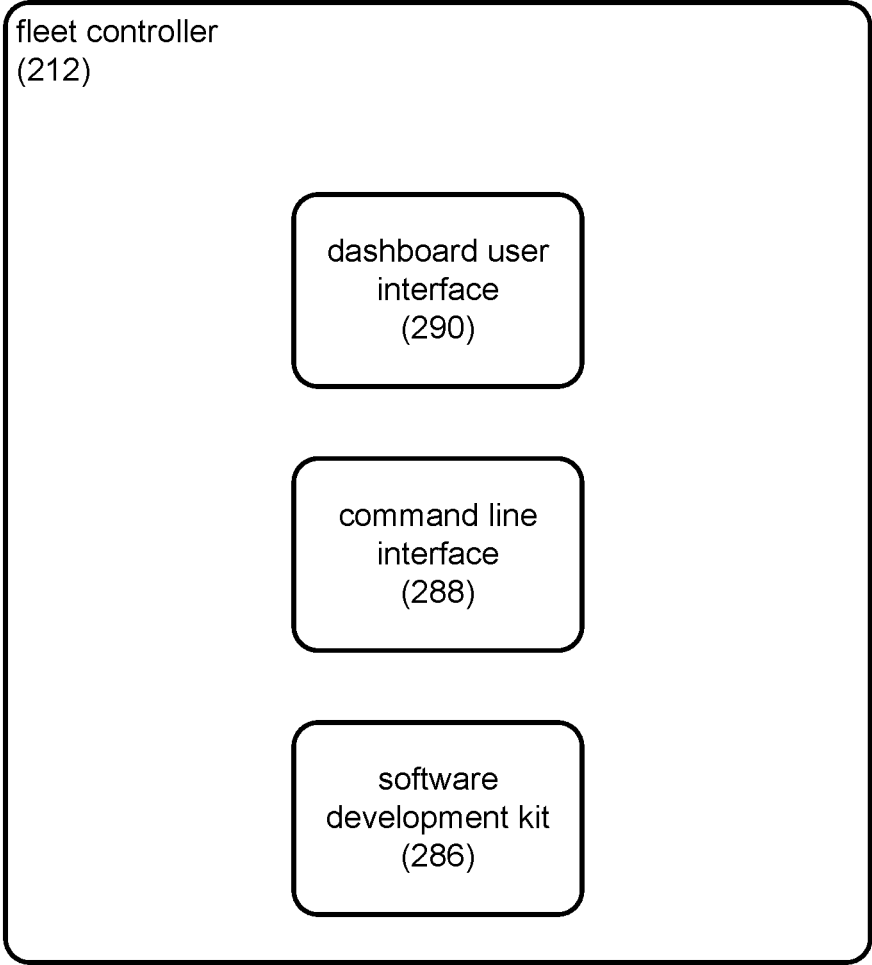 fleet controller
(212)
dashboard user
interface
(290)
command line
interface
(288)
software
development kit
(286)